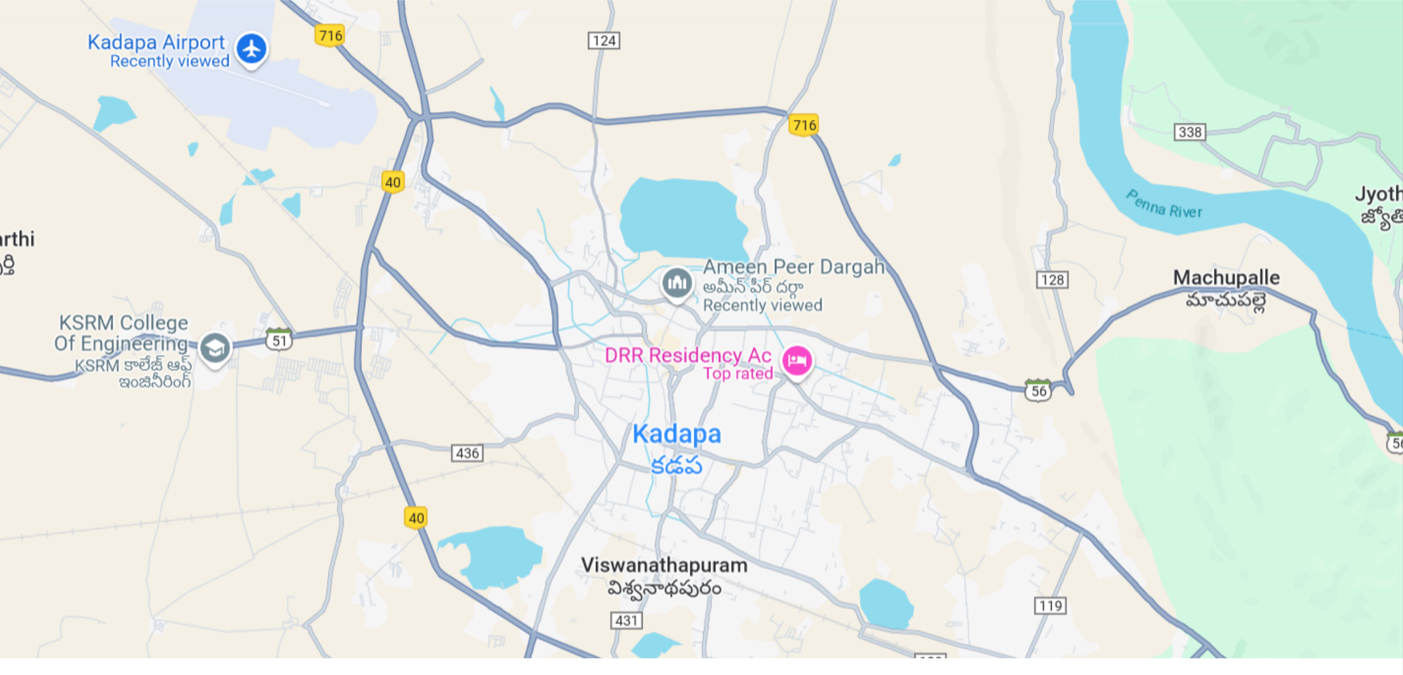 716
Kadapa Airport
Recently viewed
124
716
338
40
Penna River
Jyoth
జ్యోతి
arthi
ర్తి
Ameen Peer Dargah
అమీన్ పీర్ దర్గా
Recently viewed
128
Machupalle
మాచుపల్లె
KSRM College
Of Engineering
KSRM కాలేజ్ ఆఫ్
ఇంజినీరింగ్
51
DRR Residency Ac
Top rated
56
Kadapa
కడప
436
56
40
Viswanathapuram
విశ్వనాథపురం
431
119